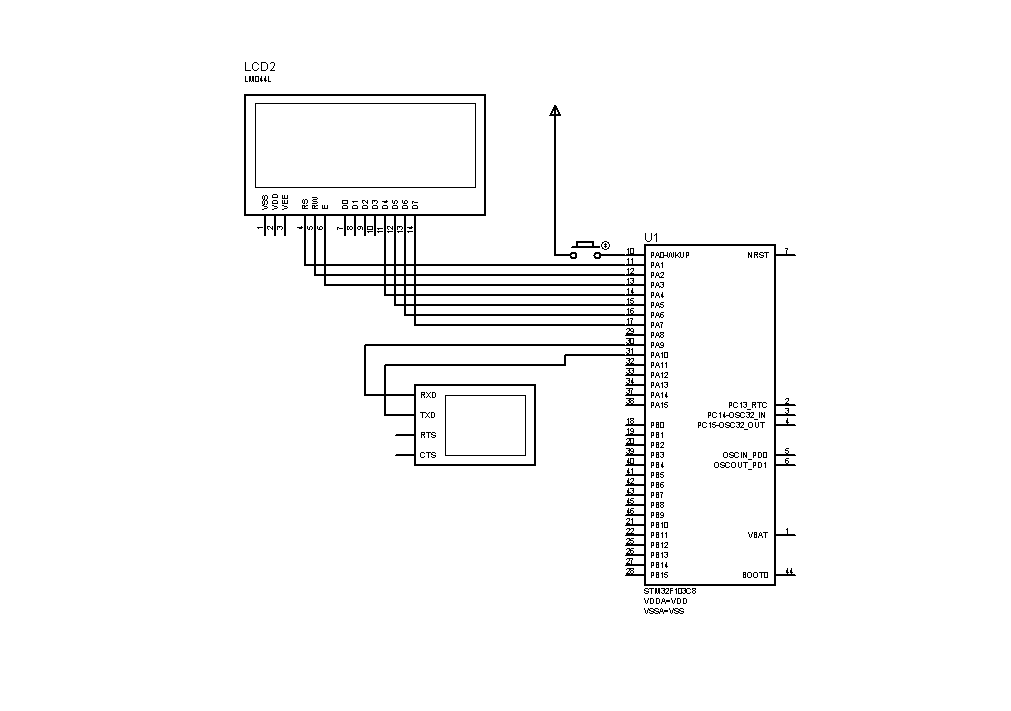 LCD2
LM044L
VSS
VDD
VEE
RS
RW
E
D0
D1
D2
D3
D4
D5
D6
D7
1
2
3
4
5
6
7
8
9
10
11
12
13
14
U1
10 PA0-WKUP
11 PA1
12 PA2
13 PA3
14 PA4
15 PA5
16 PA6
17 PA7
29 PA8
30 PA9
31 PA10
32 PA11
33 PA12
34 PA13
37 PA14
38 PA15
18 PB0
19 PB1
20 PB2
39 PB3
40 PB4
41 PB5
42 PB6
43 PB7
45 PB8
46 PB9
21 PB10
22 PB11
25 PB12
26 PB13
27 PB14
28 PB15
NRST 7
PC13_RTC 2
PC14-OSC32_IN 3
PC15-OSC32_OUT 4
OSCIN_PD0 5
OSCOUT_PD1 6
VBAT 1
BOOT0 44
STM32F103C8
VDDA=VDD
VSSA=VSS
RXD
TXD
RTS
CTS